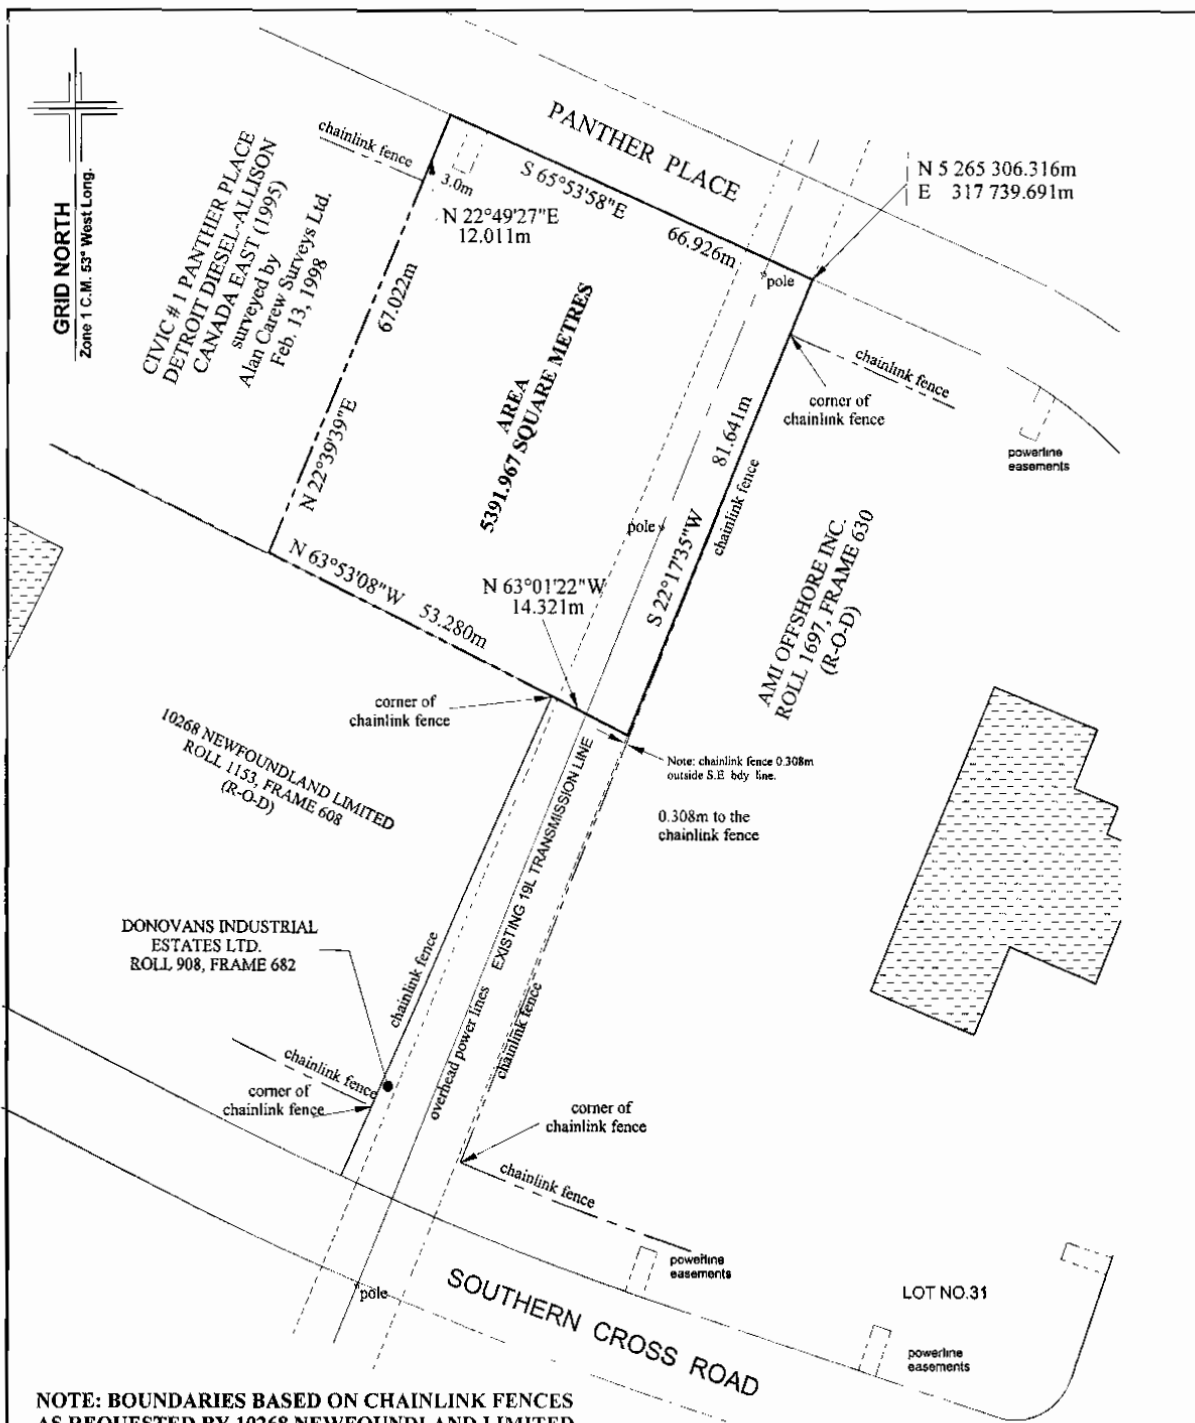 PANTHER PLACE
N 5 265 306.316m
E 317 739.691m
GRID NORTH
Zone 1 C.M. 53° West Long.
chainlink fence
3.0m
S 65°53'58"E
66.926m
N 22°49'27"E
12.011m
pole
CIVIC # 1 PANTHER PLACE
DETROIT DIESEL-ALLISON
CANADA EAST (1995)
surveyed by
Alan Carew Surveys Ltd.
Feb. 13, 1998
67.022m
N 22°39'39"E
AREA
5391.967 SQUARE METRES
81.641m
S 22°17'35"W
chainlink fence
chainlink fence
corner of
chainlink fence
powerline
easements
pole
AMI OFFSHORE INC.
ROLL 1697, FRAME 630
(R-O-D)
N 63°53'08"W
53.280m
N 63°01'22"W
14.321m
corner of
chainlink fence
10268 NEWFOUNDLAND LIMITED
ROLL 1153, FRAME 608
(R-O-D)
Note: chainlink fence 0.308m
outside S.E. bdy line.
0.308m to the
chainlink fence
EXISTING 19L TRANSMISSION LINE
overhead power lines
chainlink fence
chainlink fence
DONOVANS INDUSTRIAL
ESTATES LTD.
ROLL 908, FRAME 682
chainlink fence
corner of
chainlink fence
corner of
chainlink fence
chainlink fence
powerline
easements
pole
SOUTHERN CROSS ROAD
LOT NO.31
powerline
easements
NOTE: BOUNDARIES BASED ON CHAINLINK FENCES
AS REQUESTED BY 10268 NEWFOUNDLAND LIMITED